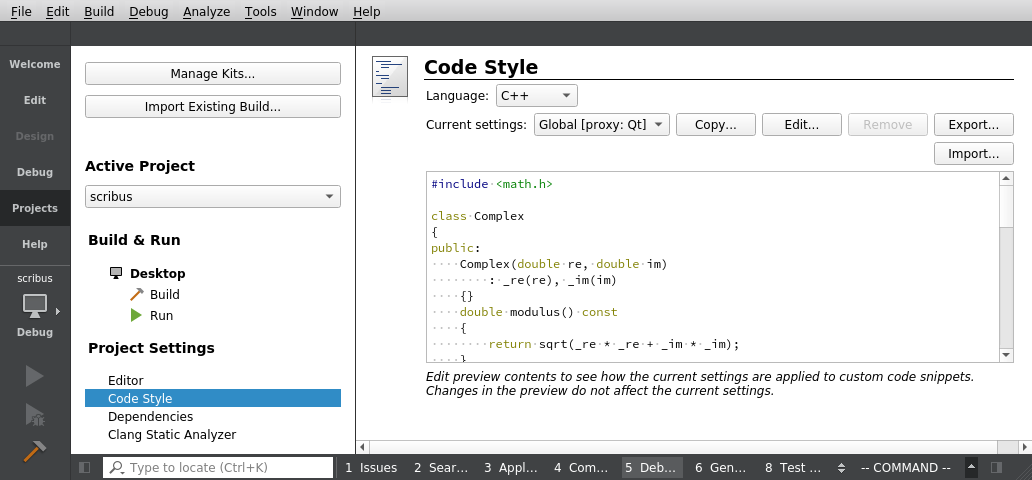 File Edit Build Debug Analyze Tools Window Help
Welcome
Edit
Design
Debug
Projects
Help
scribus
Debug
Manage Kits...
Import Existing Build...
Active Project
scribus
Build & Run
Desktop
Build
Run
Project Settings
Editor
Code Style
Dependencies
Clang Static Analyzer
Code Style
Language: C++
Current settings: Global [proxy: Qt] Copy... Edit... Remove Export...
Import...
#include <math.h>
class Complex
{
public:
    Complex(double re, double im)
        : _re(re), _im(im)
    {}
    double modulus() const
    {
        return sqrt(_re * _re + _im * _im);
    }
Edit preview contents to see how the current settings are applied to custom code snippets.
Changes in the preview do not affect the current settings.
Type to locate (Ctrl+K) 1 Issues 2 Sear... 3 Appl... 4 Com... 5 Deb... 6 Gen... 8 Test ... -- COMMAND --